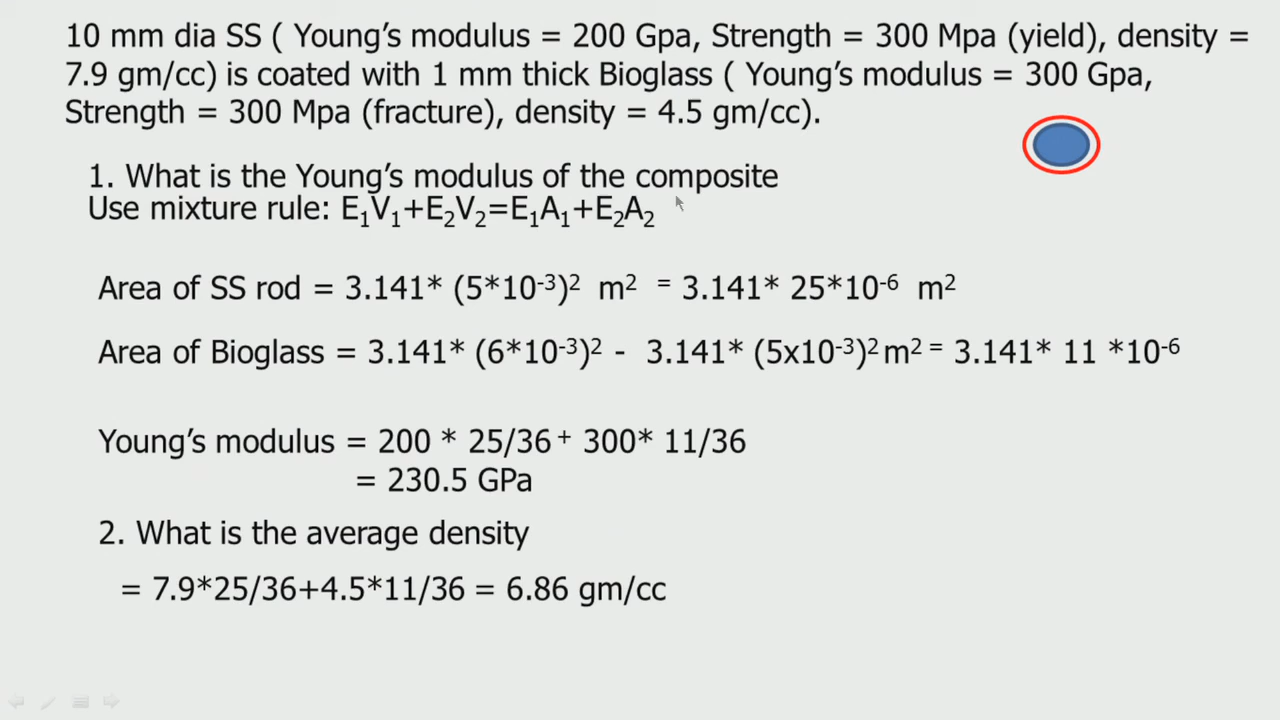 10 mm dia SS ( Young's modulus = 200 Gpa, Strength = 300 Mpa (yield), density =
7.9 gm/cc) is coated with 1 mm thick Bioglass ( Young's modulus = 300 Gpa,
Strength = 300 Mpa (fracture), density = 4.5 gm/cc).
1. What is the Young's modulus of the composite
Use mixture rule: E₁V₁+E₂V₂=E₁A₁+E₂A₂
Area of SS rod = 3.141* (5*10⁻³)² m² = 3.141* 25*10⁻⁶ m²
Area of Bioglass = 3.141* (6*10⁻³)² - 3.141* (5x10⁻³)² m² = 3.141* 11 *10⁻⁶
Young's modulus = 200 * 25/36 + 300* 11/36
= 230.5 GPa
2. What is the average density
= 7.9*25/36+4.5*11/36 = 6.86 gm/cc